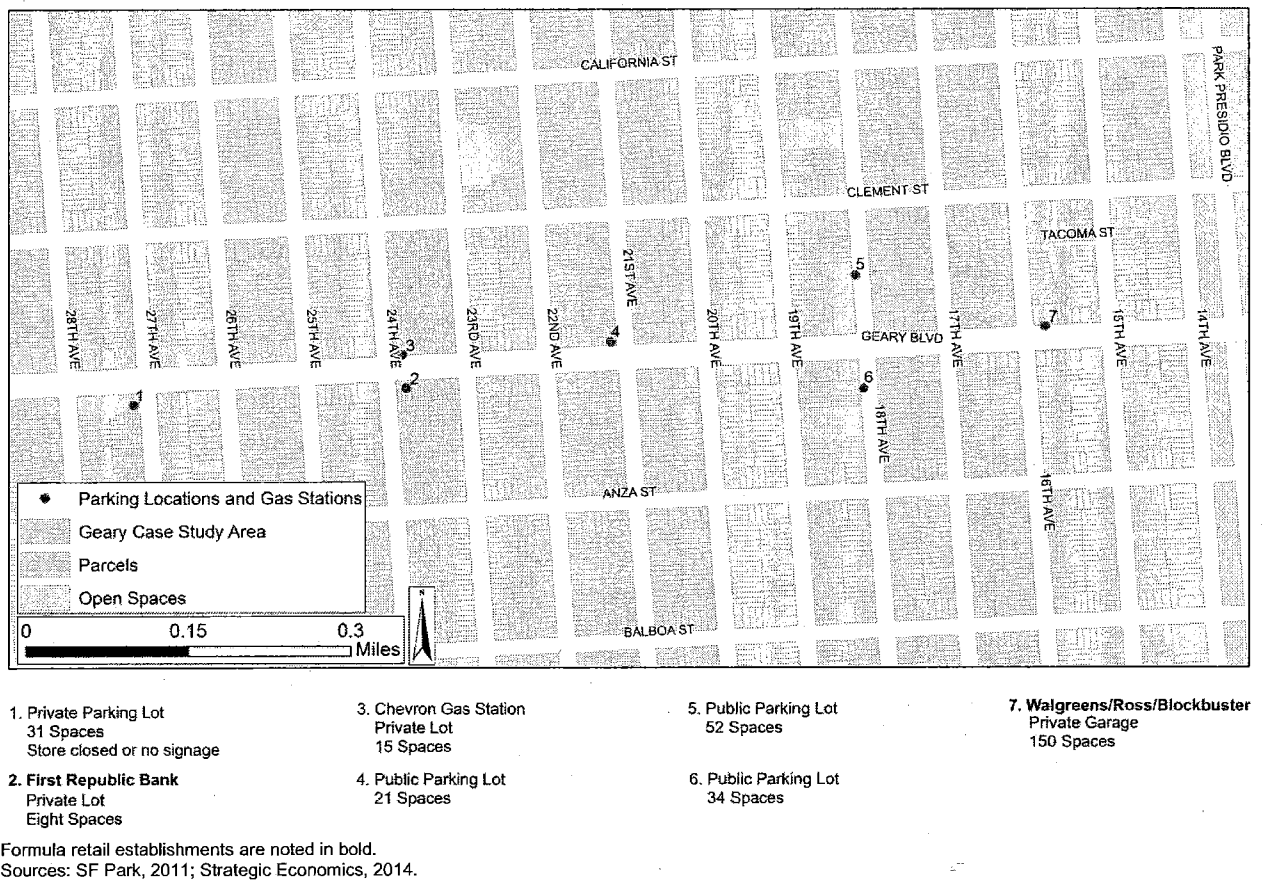 CALIFORNIA ST
PARK PRESIDIO BLVD
CLEMENT ST
TACOMA ST
21ST AVE
5
28TH AVE
27TH AVE
26TH AVE
25TH AVE
24TH AVE
3
23RD AVE
22ND AVE
4
20TH AVE
19TH AVE
GEARY BLVD
17TH AVE
7
15TH AVE
14TH AVE
1
2
6
18TH AVE
16TH AVE
ANZA ST
BALBOA ST
Parking Locations and Gas Stations
Geary Case Study Area
Parcels
Open Spaces
N
0 0.15 0.3
Miles
1. Private Parking Lot
31 Spaces
Store closed or no signage
2. First Republic Bank
Private Lot
Eight Spaces
3. Chevron Gas Station
Private Lot
15 Spaces
4. Public Parking Lot
21 Spaces
5. Public Parking Lot
52 Spaces
6. Public Parking Lot
34 Spaces
7. Walgreens/Ross/Blockbuster
Private Garage
150 Spaces
Formula retail establishments are noted in bold.
Sources: SF Park, 2011; Strategic Economics, 2014.